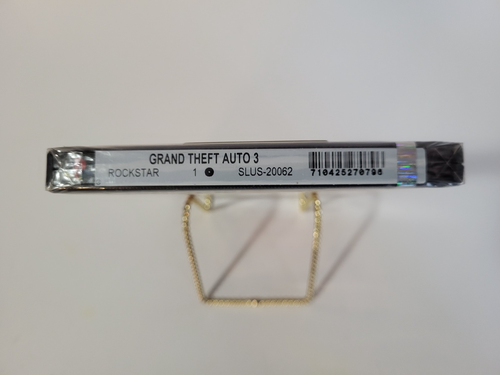 GRAND THEFT AUTO 3
ROCKSTAR 1 SLUS-20062
710425270796